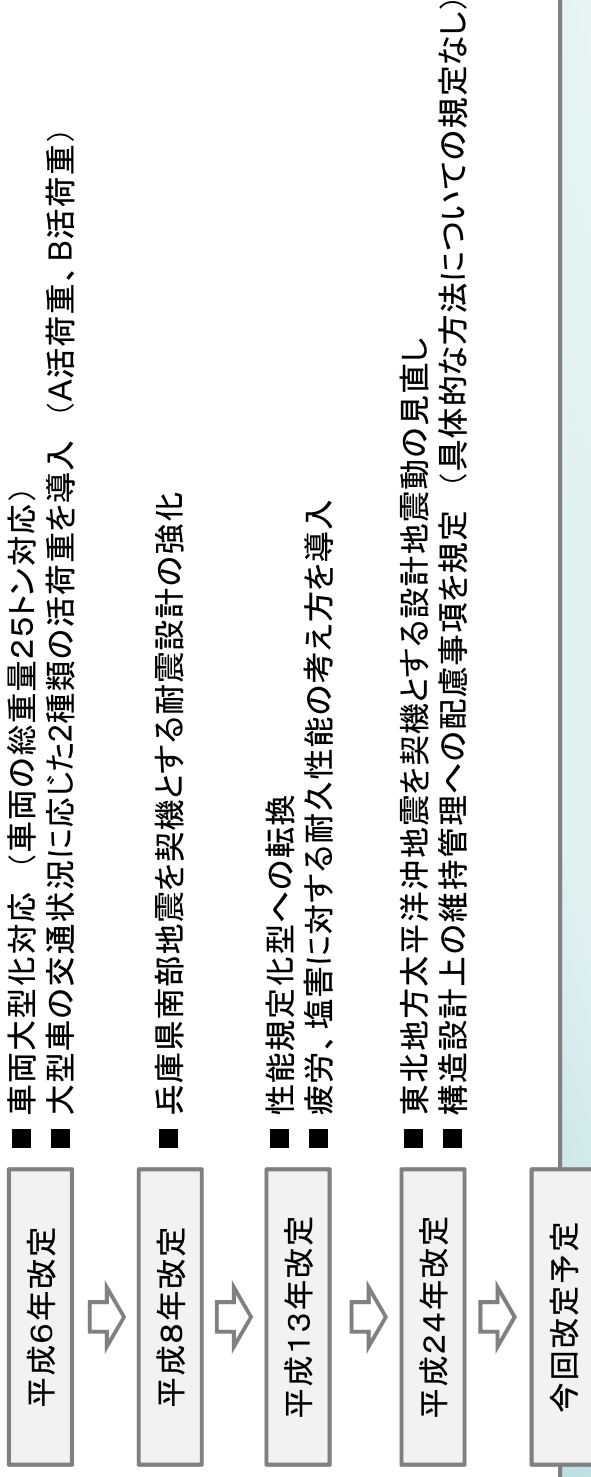 平成6年改定
■ 車両大型化対応 （車両の総重量25トン対応）
■ 大型車の交通状況に応じた2種類の活荷重を導入 （A活荷重、B活荷重）
平成8年改定
■ 兵庫県南部地震を契機とする耐震設計の強化
平成13年改定
■ 性能規定化型への転換
■ 疲労、塩害に対する耐久性能の考え方を導入
平成24年改定
■ 東北地方太平洋沖地震を契機とする設計地震動の見直し
■ 構造設計上の維持管理への配慮事項を規定 （具体的な方法についての規定なし）
今回改定予定